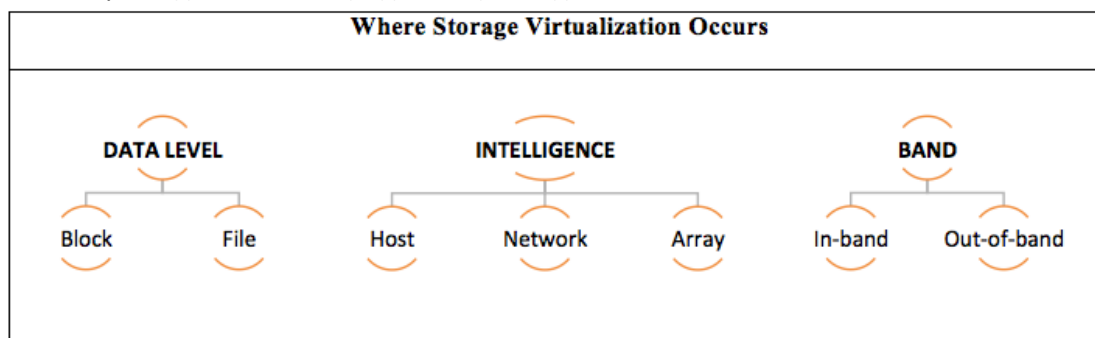 Where Storage Virtualization Occurs
DATA LEVEL
INTELLIGENCE
BAND
Block
File
Host
Network
Array
In-band
Out-of-band